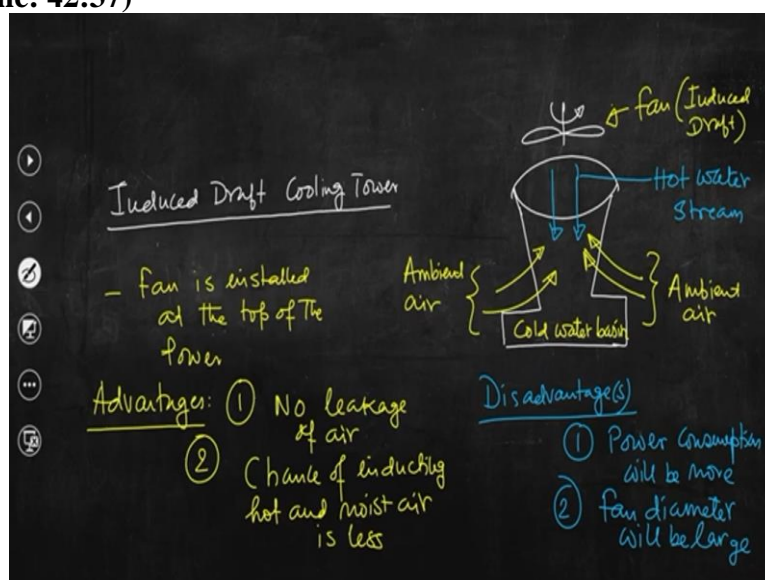 42:37)
fan (Induced
Draft)
Induced Draft Cooling Tower
Hot water
Stream
- Fan is installed
at the top of the
Tower
Ambient
air
Ambient
air
Cold water basin
Advantages: ① No leakage
of air
② Chance of inducting
hot and moist air
is less
Disadvantage(s)
① Power Consumption
will be more
② fan diameter
will be large